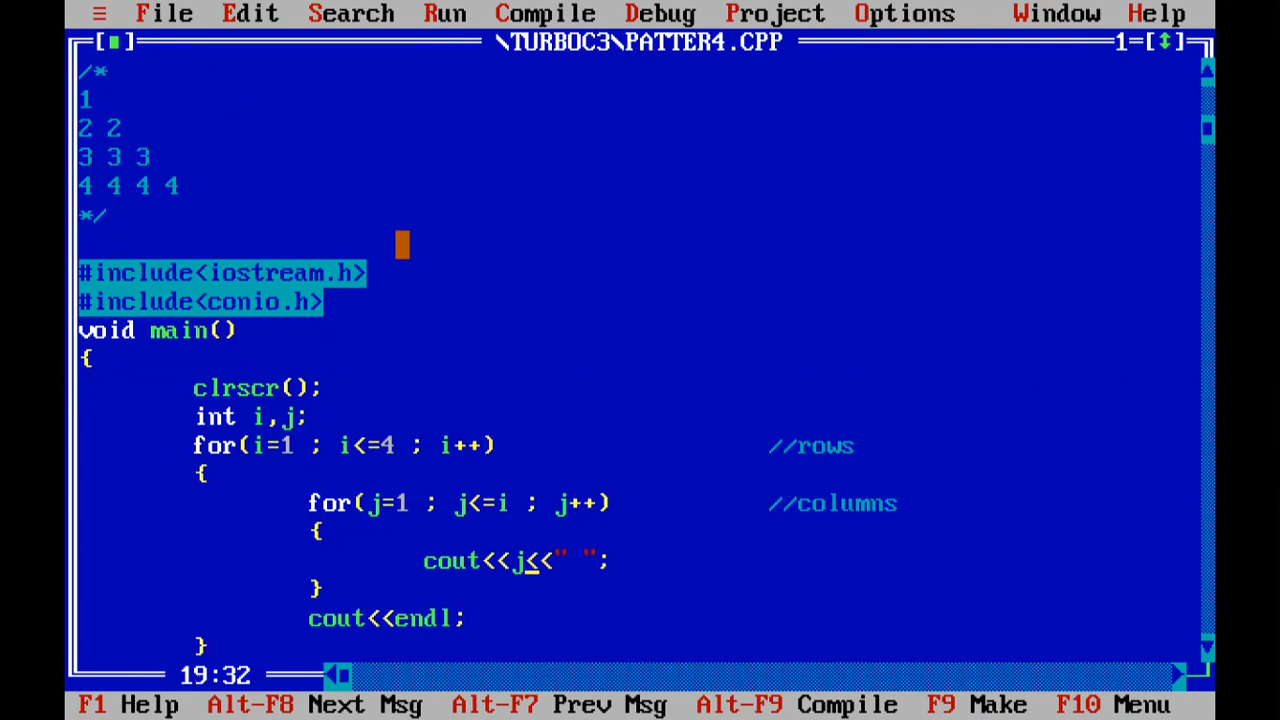 ≡ File Edit Search Run Compile Debug Project Options Window Help
[■] \TURBOC3\PATTER4.CPP 1=[↕]
/*
1
2 2
3 3 3
4 4 4 4
*/
#include<iostream.h>
#include<conio.h>
void main()
{
clrscr();
int i,j;
for(i=1 ; i<=4 ; i++) //rows
{
for(j=1 ; j<=i ; j++) //columns
{
cout<<j<<" ";
}
cout<<endl;
}
19:32
F1 Help Alt-F8 Next Msg Alt-F7 Prev Msg Alt-F9 Compile F9 Make F10 Menu